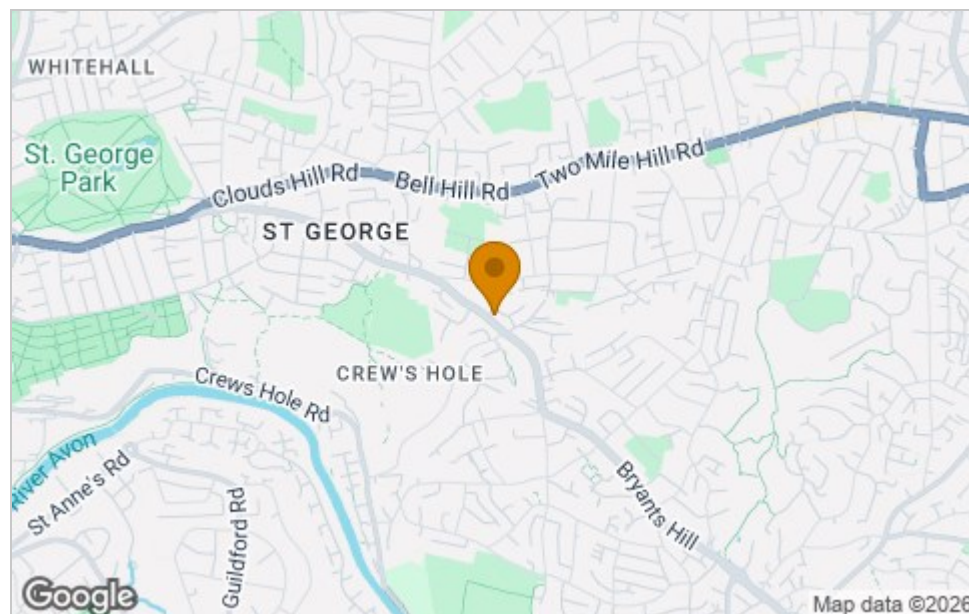 WHITEHALL
St. George
Park
Clouds Hill Rd
Bell Hill Rd
Two Mile Hill Rd
ST GEORGE
CREW'S HOLE
Crews Hole Rd
River Avon
St Anne's Rd
Guildford Rd
Bryants Hill
Google
Map data ©2026